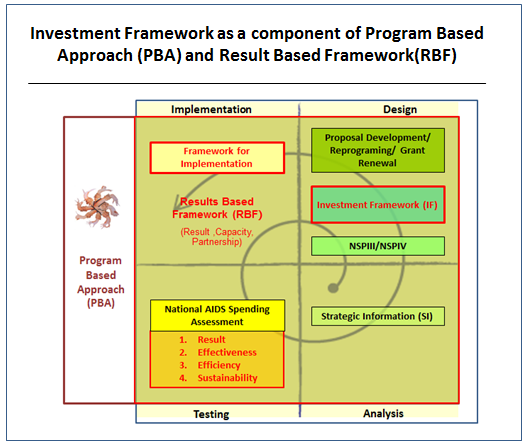 Investment Framework as a component of Program Based
Approach (PBA) and Result Based Framework(RBF)
Implementation
Design
Framework for
Implementation
Proposal Development/
Reprograming/ Grant
Renewal
Results Based
Framework (RBF)
(Result ,Capacity,
Partnership)
Investment Framework (IF)
NSPIII/NSPIV
Program
Based
Approach
(PBA)
National AIDS Spending
Assessment
1. Result
2. Effectiveness
3. Efficiency
4. Sustainability
Strategic Information (SI)
Testing
Analysis